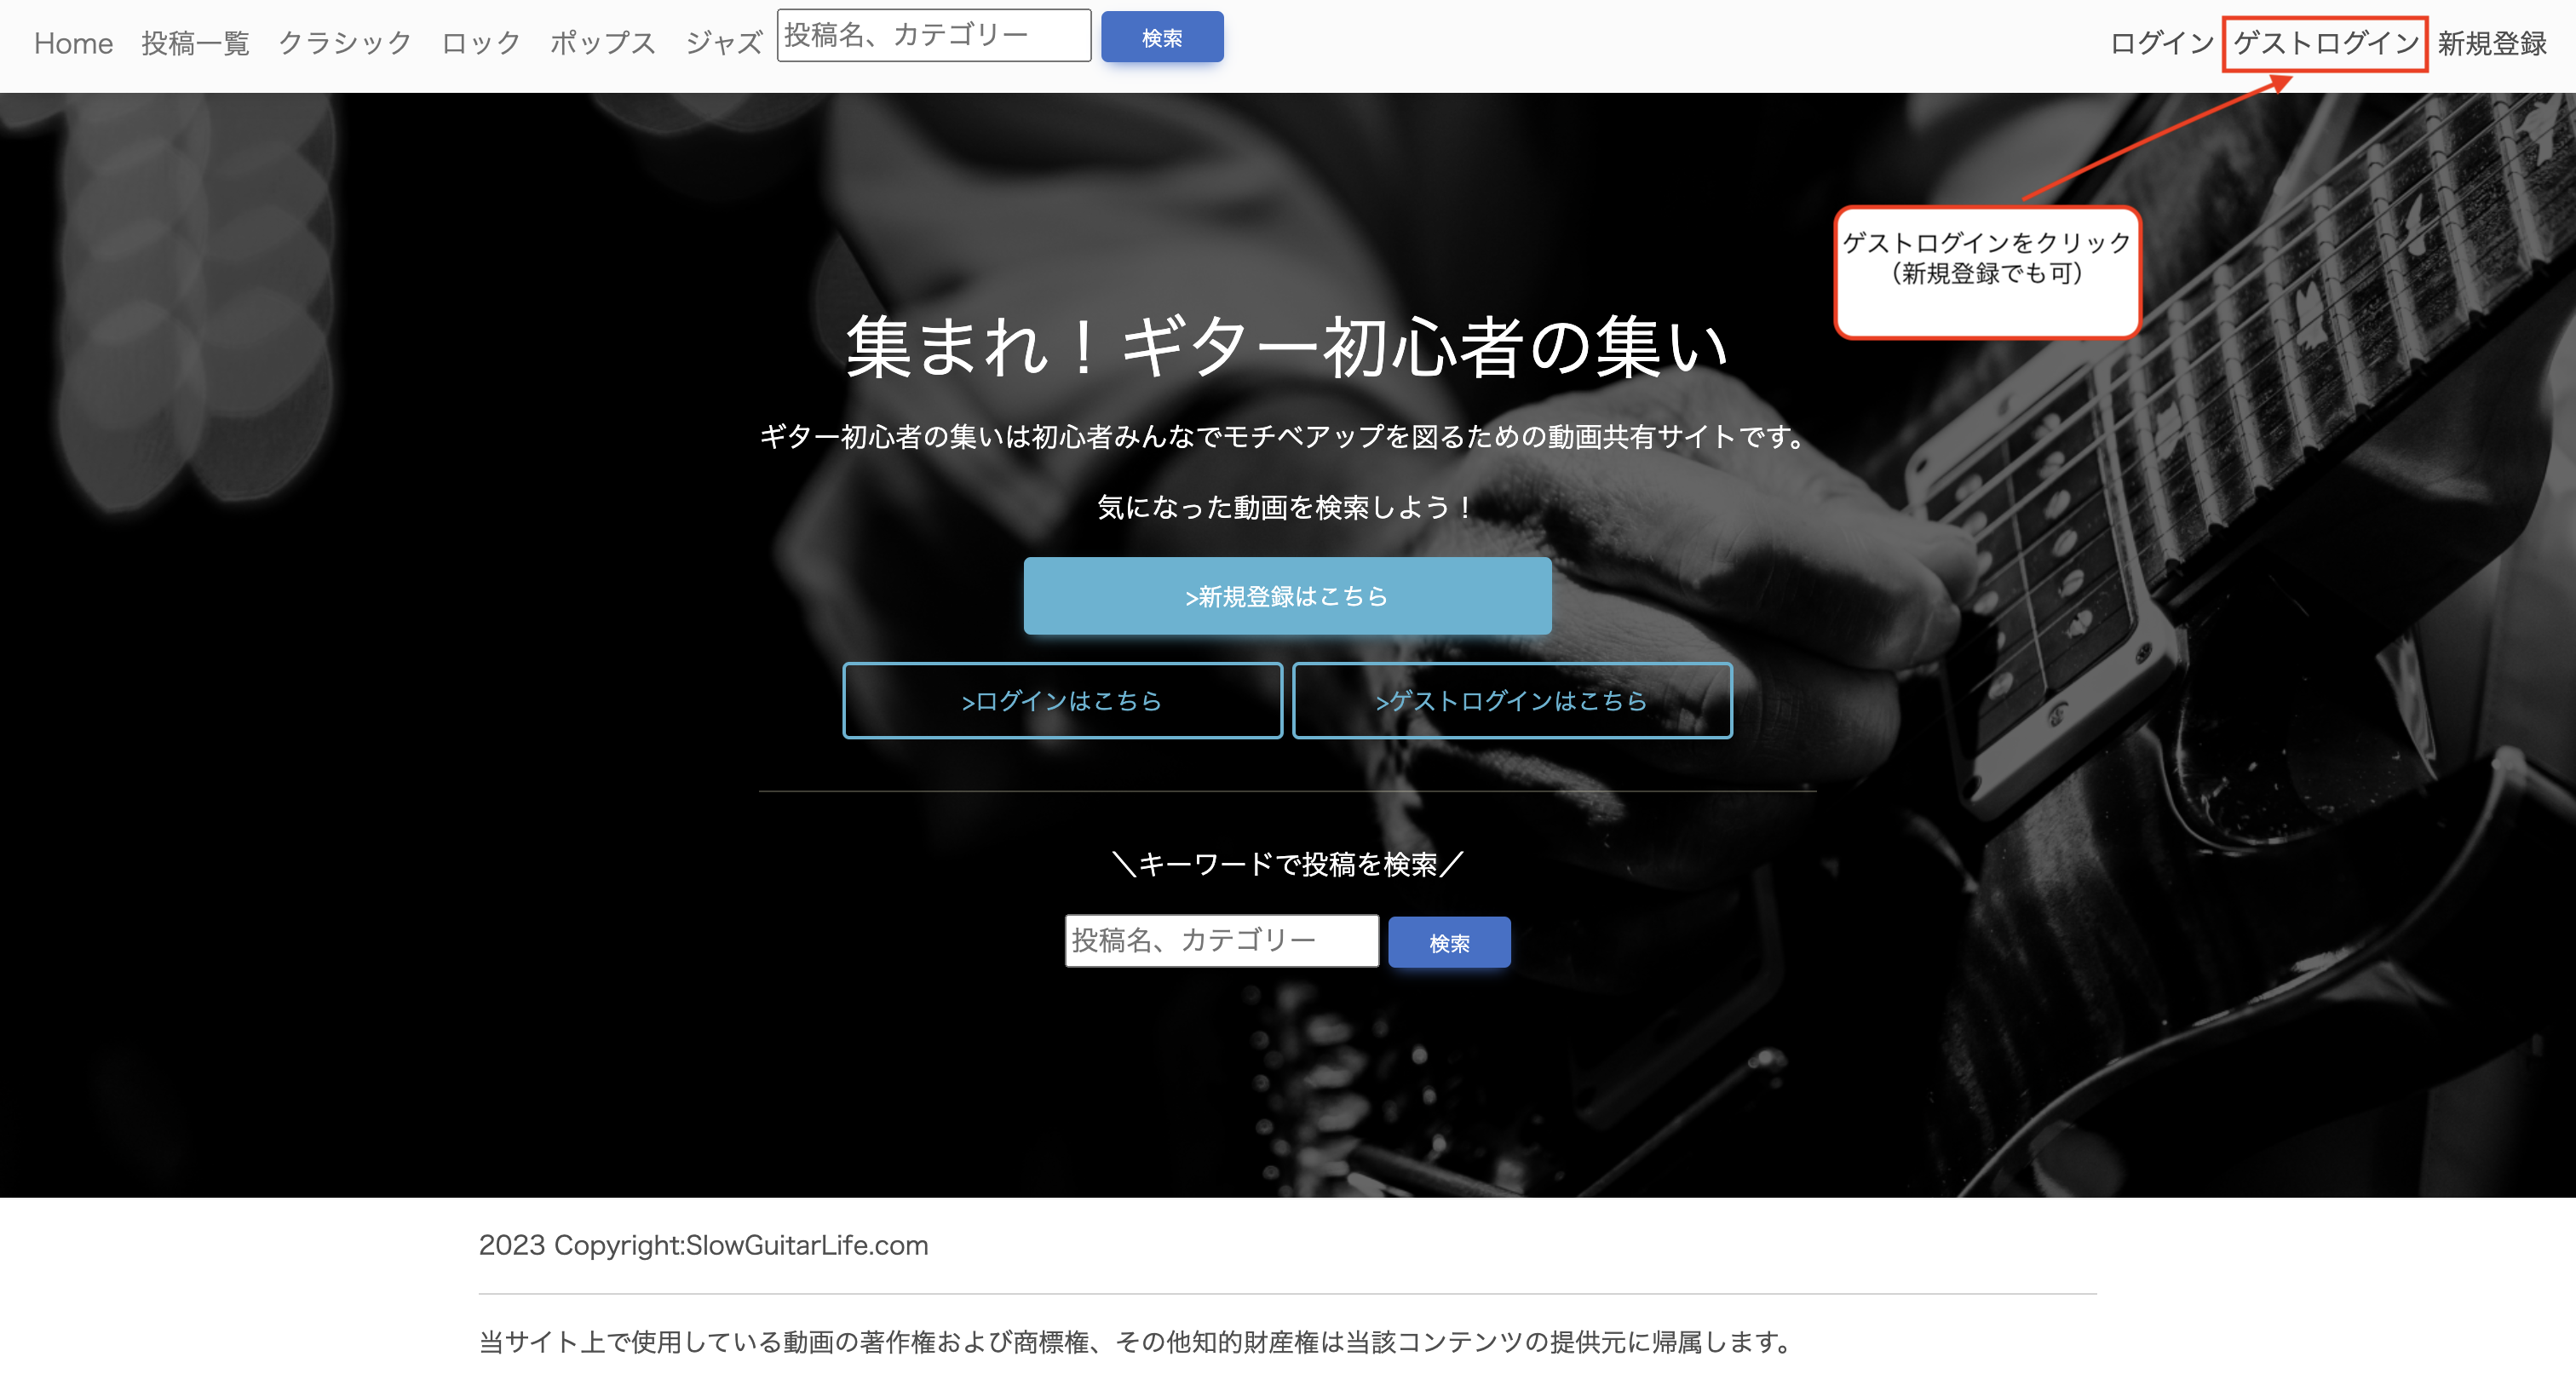 Home 投稿一覧 クラシック ロック ポップス ジャズ 投稿名、カテゴリー 検索 ログイン ゲストログイン 新規登録
ゲストログインをクリック
（新規登録でも可）
集まれ！ギター初心者の集い
ギター初心者の集いは初心者みんなでモチベアップを図るための動画共有サイトです。
気になった動画を検索しよう！
>新規登録はこちら
>ログインはこちら >ゲストログインはこちら
＼キーワードで投稿を検索／
投稿名、カテゴリー 検索
2023 Copyright:SlowGuitarLife.com
当サイト上で使用している動画の著作権および商標権、その他知的財産権は当該コンテンツの提供元に帰属します。